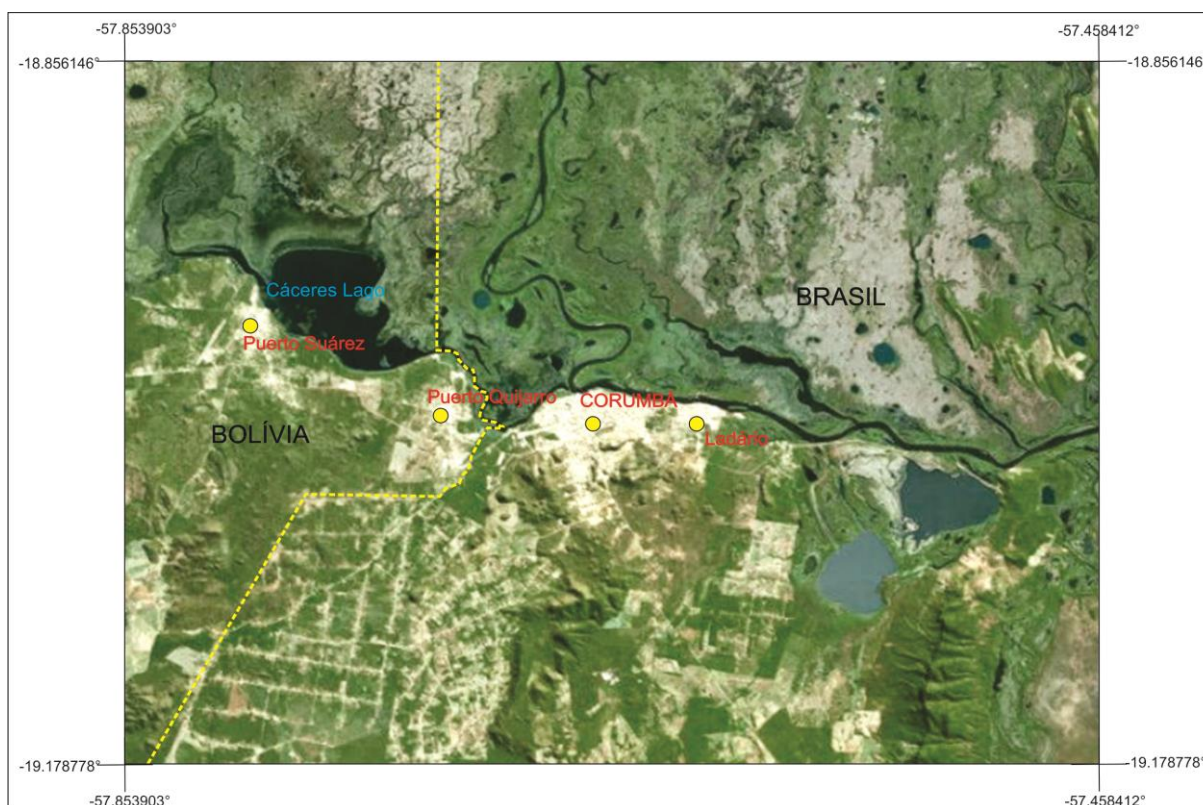 -57.853903°
-57.458412°
-18.856146°
-18.856146°
Cáceres Lago
BRASIL
Puerto Suárez
Puerto Quijarro
CORUMBÁ
BOLÍVIA
Ladário
-19.178778°
-19.178778°
-57.853903°
-57.458412°